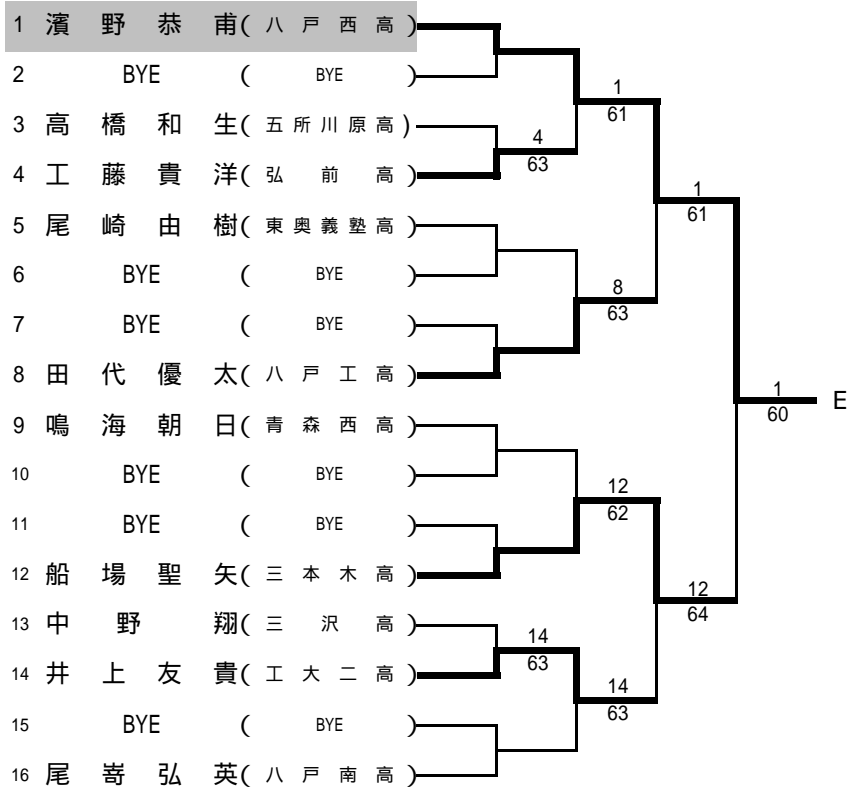 1 濱野恭甫(八戸西高)
2 BYE (BYE)
1
61
3 高橋和生(五所川原高)
4
63
4 工藤貴洋(弘前高)
1
61
5 尾崎由樹(東奥義塾高)
6 BYE (BYE)
8
63
7 BYE (BYE)
8 田代優太(八戸工高)
1
60
E
9 鳴海朝日(青森西高)
10 BYE (BYE)
12
62
11 BYE (BYE)
12 船場聖矢(三本木高)
12
64
13 中野翔(三沢高)
14
63
14 井上友貴(工大二高)
14
63
15 BYE (BYE)
16 尾嵜弘英(八戸南高)